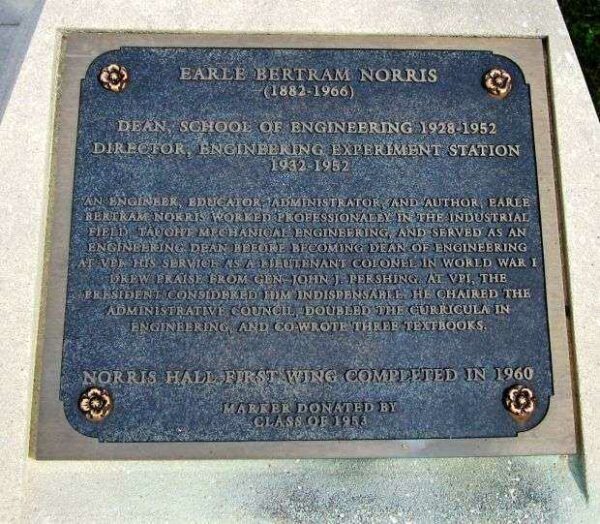 EARLE BERTRAM NORRIS
(1882-1966)
DEAN, SCHOOL OF ENGINEERING 1928-1952
DIRECTOR, ENGINEERING EXPERIMENT STATION
1932-1952
AN ENGINEER, EDUCATOR, ADMINISTRATOR, AND AUTHOR, EARLE
BERTRAM NORRIS WORKED PROFESSIONALLY IN THE INDUSTRIAL
FIELD, TAUGHT MECHANICAL ENGINEERING, AND SERVED AS AN
ENGINEERING DEAN BEFORE BECOMING DEAN OF ENGINEERING
AT VPI. HIS SERVICE AS A LIEUTENANT COLONEL IN WORLD WAR I
DREW PRAISE FROM GEN. JOHN J. PERSHING. AT VPI, THE
PRESIDENT CONSIDERED HIM INDISPENSABLE. HE CHAIRED THE
ADMINISTRATIVE COUNCIL, DOUBLED THE CURRICULA IN
ENGINEERING, AND CO-WROTE THREE TEXTBOOKS.
NORRIS HALL FIRST WING COMPLETED IN 1960
MARKER DONATED BY
CLASS OF 1953